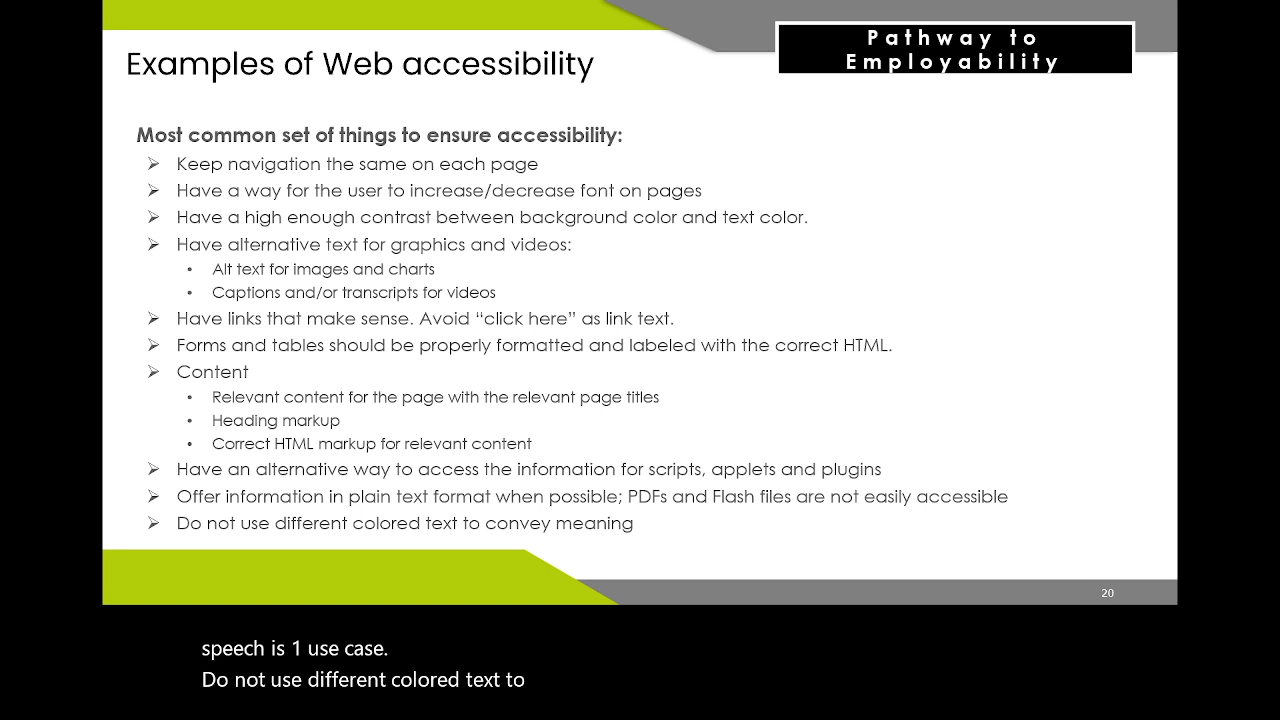 Pathway to
Employability
Examples of Web accessibility
Most common set of things to ensure accessibility:
➢ Keep navigation the same on each page
➢ Have a way for the user to increase/decrease font on pages
➢ Have a high enough contrast between background color and text color.
➢ Have alternative text for graphics and videos:
• Alt text for images and charts
• Captions and/or transcripts for videos
➢ Have links that make sense. Avoid “click here” as link text.
➢ Forms and tables should be properly formatted and labeled with the correct HTML.
➢ Content
• Relevant content for the page with the relevant page titles
• Heading markup
• Correct HTML markup for relevant content
➢ Have an alternative way to access the information for scripts, applets and plugins
➢ Offer information in plain text format when possible; PDFs and Flash files are not easily accessible
➢ Do not use different colored text to convey meaning
20
speech is 1 use case.
Do not use different colored text to